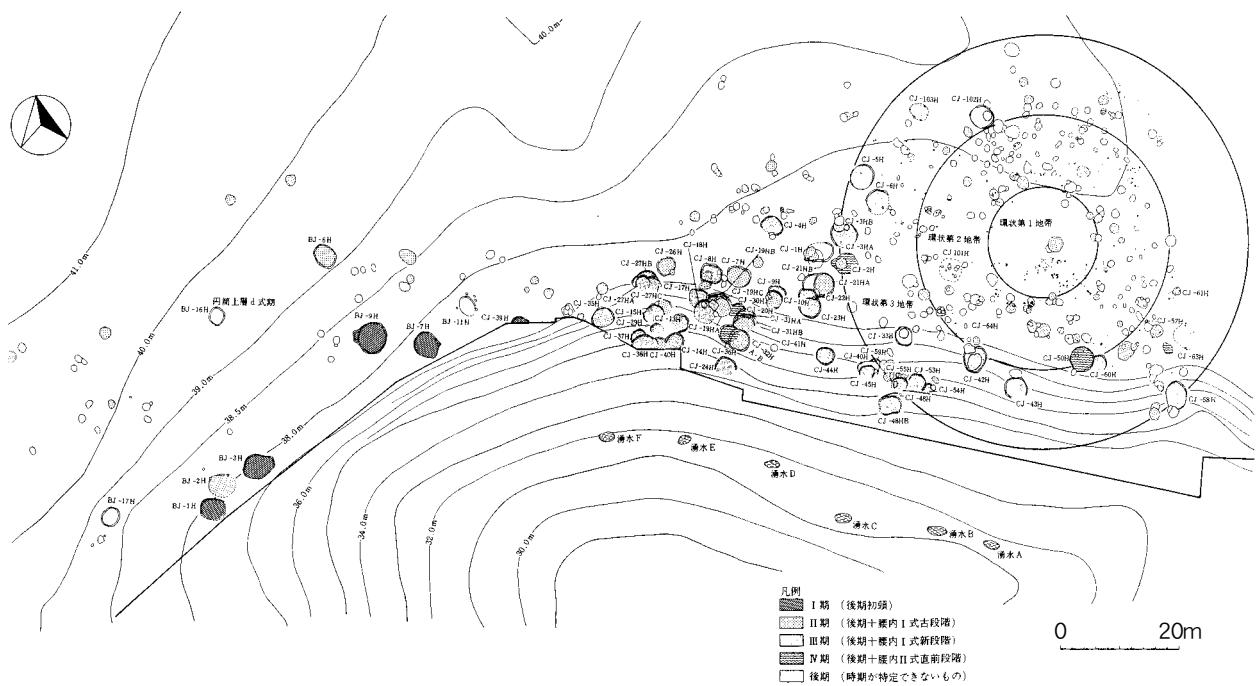 40.0m
CJ-103H
CJ-102H
CJ-5H
CJ-6H
CJ-4H
CJ-3HB
CJ-3HA
CJ-1H
CJ-2H
CJ-21HB
CJ-21HA
環状第1地帯
環状第2地帯
環状第3地帯
CJ-101H
CJ-61H
CJ-57H
CJ-63H
CJ-64H
CJ-50H
CJ-60H
CJ-58H
CJ-43H
CJ-42H
CJ-33H
CJ-18H
CJ-26H
CJ-8H
CJ-7H
CJ-19HB
CJ-27HB
CJ-17H
CJ-9H
CJ-19HC
CJ-10H
CJ-22H
CJ-23H
CJ-27HA
CJ-27HC
CJ-30H
CJ-20H
CJ-25H
CJ-15H
CJ-13H
CJ-31HA
CJ-31HB
CJ-29H
CJ-19HA
CJ-37H
CJ-38H
CJ-40H
CJ-14H
CJ-36H
CJ-32H
CJ-41H
CJ-24H
CJ-44H
CJ-40H
CJ-59H
CJ-45H
CJ-55H
CJ-53H
CJ-54H
CJ-48H
CJ-48HB
CJ-39H
BJ-6H
円筒上層d式期
BJ-16H
BJ-9H
BJ-7H
BJ-11H
BJ-3H
BJ-2H
BJ-1H
BJ-17H
41.0m
40.0m
39.0m
38.5m
38.0m
36.0m
34.0m
32.0m
30.0m
湧水F
湧水E
湧水D
湧水C
湧水B
湧水A
凡例
Ⅰ期 (後期初頭)
Ⅱ期 (後期十腰内Ⅰ式古段階)
Ⅲ期 (後期十腰内Ⅰ式新段階)
Ⅳ期 (後期十腰内Ⅱ式直前段階)
後期 (時期が特定できないもの)
0 20m